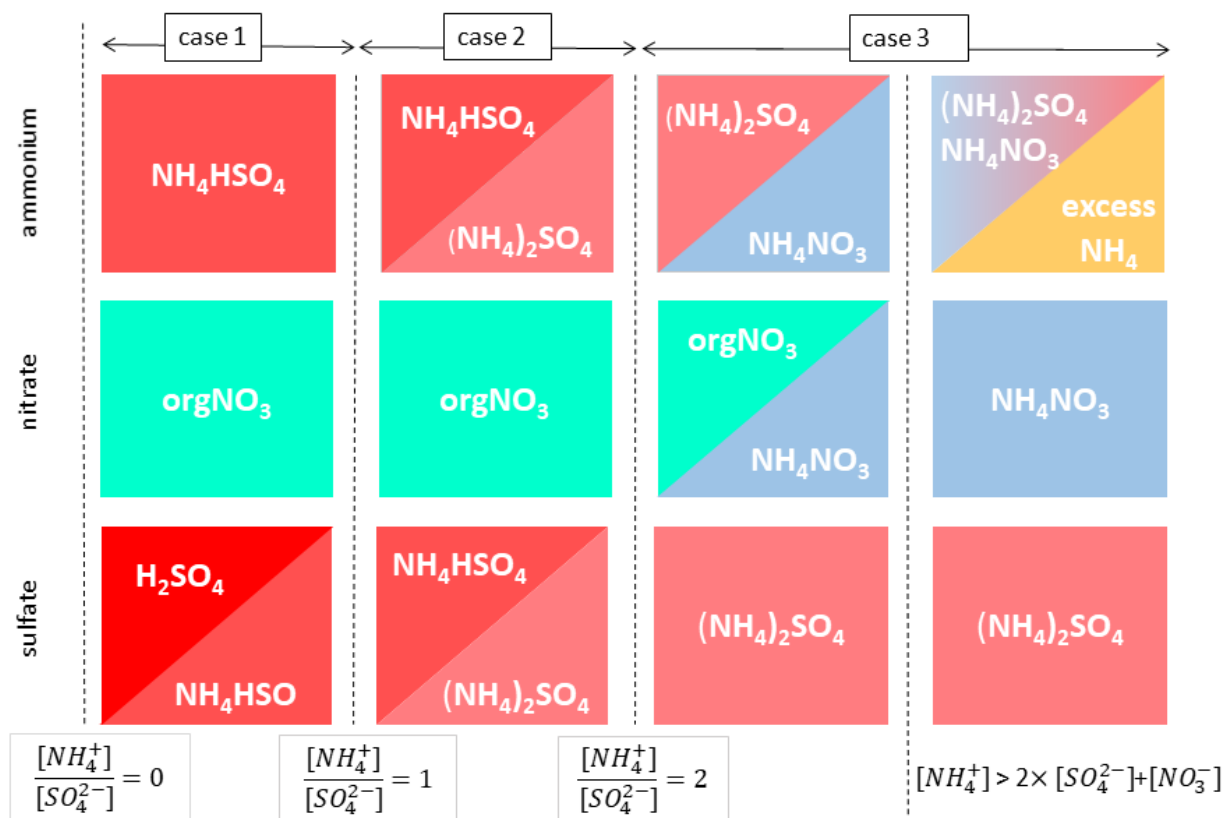 case 1
case 2
case 3
ammonium
NH₄HSO₄
NH₄HSO₄
(NH₄)₂SO₄
(NH₄)₂SO₄
NH₄NO₃
(NH₄)₂SO₄
NH₄NO₃
excess
NH₄
nitrate
orgNO₃
orgNO₃
orgNO₃
NH₄NO₃
NH₄NO₃
sulfate
H₂SO₄
NH₄HSO
NH₄HSO₄
(NH₄)₂SO₄
(NH₄)₂SO₄
(NH₄)₂SO₄
[NH₄⁺]/[SO₄²⁻] = 0
[NH₄⁺]/[SO₄²⁻] = 1
[NH₄⁺]/[SO₄²⁻] = 2
[NH₄⁺] > 2× [SO₄²⁻]+[NO₃⁻]